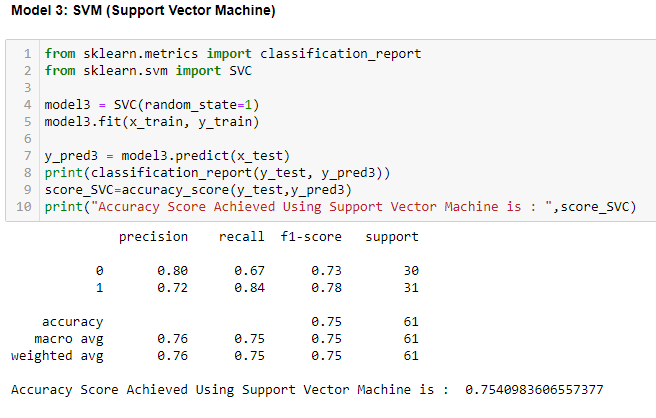 Model 3: SVM (Support Vector Machine)
1 from sklearn.metrics import classification_report
2 from sklearn.svm import SVC
3
4 model3 = SVC(random_state=1)
5 model3.fit(x_train, y_train)
6
7 y_pred3 = model3.predict(x_test)
8 print(classification_report(y_test, y_pred3))
9 score_SVC=accuracy_score(y_test,y_pred3)
10 print("Accuracy Score Achieved Using Support Vector Machine is : ",score_SVC)
precision recall f1-score support
0 0.80 0.67 0.73 30
1 0.72 0.84 0.78 31
accuracy 0.75 61
macro avg 0.76 0.75 0.75 61
weighted avg 0.76 0.75 0.75 61
Accuracy Score Achieved Using Support Vector Machine is :  0.7540983606557377